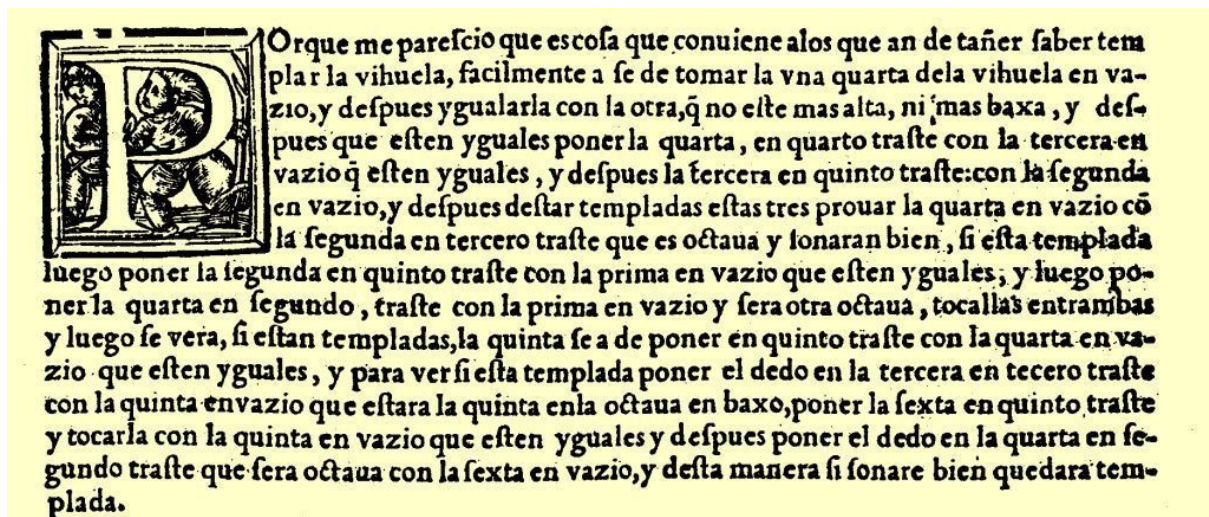 POrque me pareſcio que es coſa que conuiene alos que an de tañer ſaber tem
plar la vihuela, facilmente a ſe de tomar la vna quarta dela vihuela en va-
zio, y deſpues ygualarla con la otra, q̃ no eſte mas alta, ni mas baxa, y deſ-
pues que eſten yguales poner la quarta, en quarto traſte con la tercera en
vazio q̃ eſten yguales, y deſpues la tercera en quinto traſte: con la ſegunda
en vazio, y deſpues deſtar templadas eſtas tres prouar la quarta en vazio cõ
la ſegunda en tercero traſte que es octaua y ſonaran bien, ſi eſta templada
luego poner la ſegunda en quinto traſte con la prima en vazio que eſten yguales, y luego po-
ner la quarta en ſegundo, traſte con la prima en vazio y ſera otra octaua, tocallas entrambas
y luego ſe vera, ſi eſtan templadas, la quinta ſe a de poner en quinto traſte con la quarta en va-
zio que eſten yguales, y para ver ſi eſta templada poner el dedo en la tercera en tecero traſte
con la quinta en vazio que eſtara la quinta enla octaua en baxo, poner la ſexta en quinto traſte
y tocarla con la quinta en vazio que eſten yguales y deſpues poner el dedo en la quarta en ſe-
gundo traſte que ſera octaua con la ſexta en vazio, y deſta manera ſi ſonare bien quedara tem-
plada.